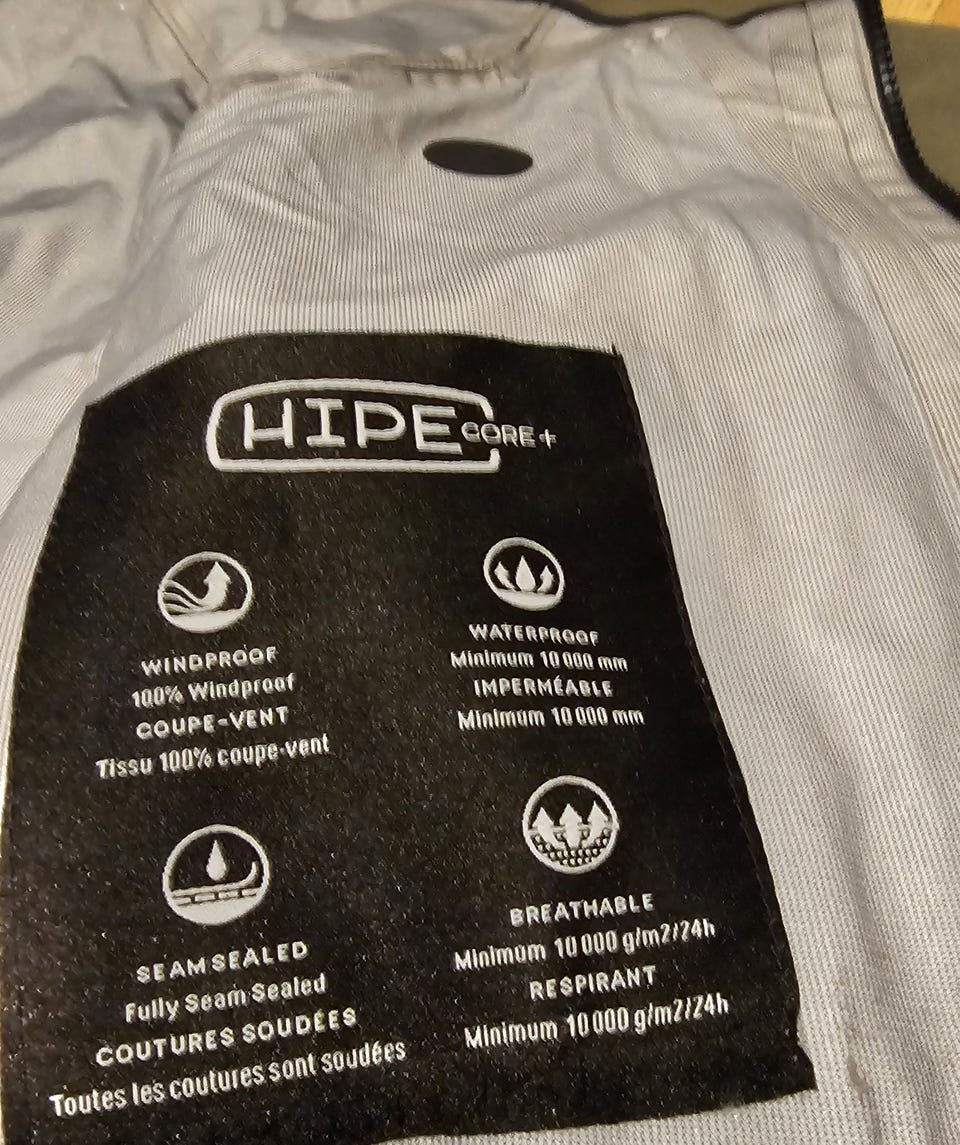 HIPE CORE+
WINDPROOF
100% Windproof
COUPE-VENT
Tissu 100% coupe-vent
WATERPROOF
Minimum 10 000 mm
IMPERMÉABLE
Minimum 10 000 mm
SEAM SEALED
Fully Seam Sealed
COUTURES SOUDÉES
Toutes les coutures sont soudées
BREATHABLE
Minimum 10 000 g/m2/24h
RESPIRANT
Minimum 10 000 g/m2/24h